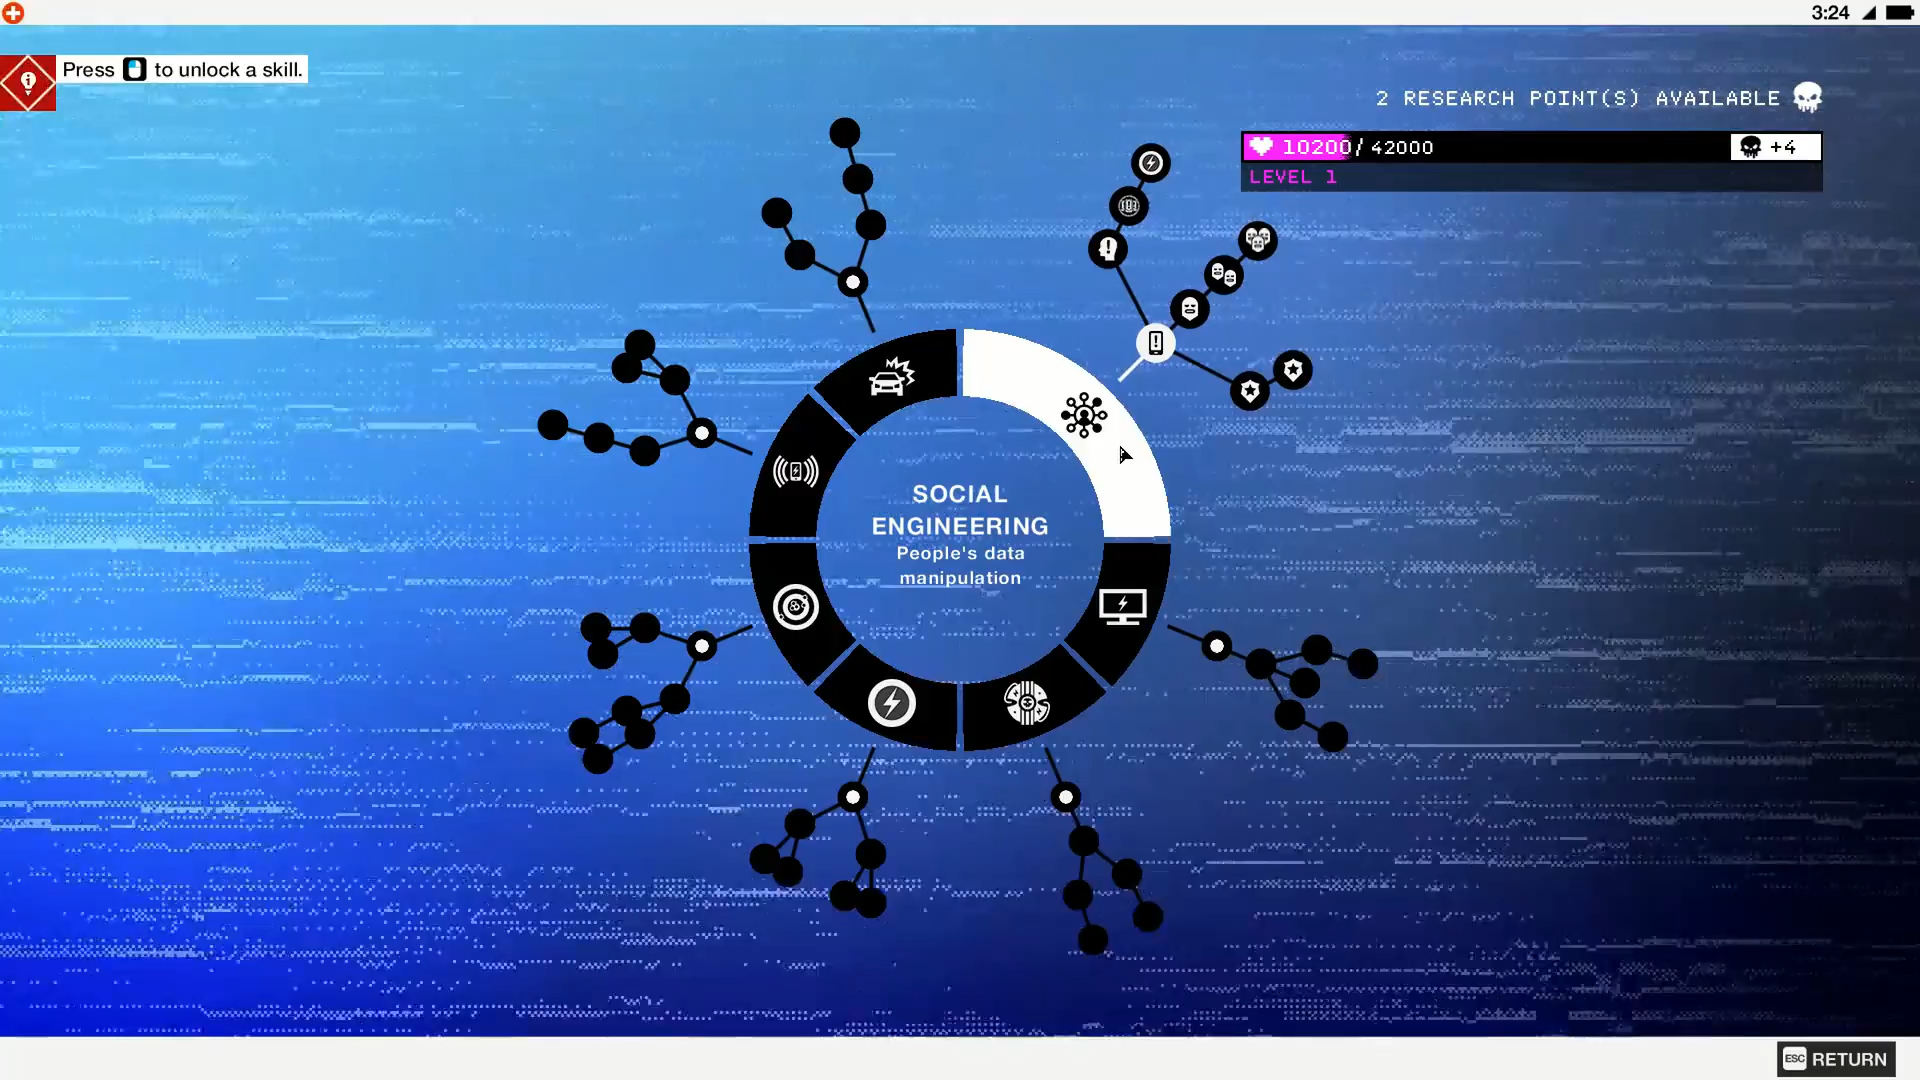 3:24
Press to unlock a skill.
2 RESEARCH POINT(S) AVAILABLE
10200/ 42000
+4
LEVEL 1
SOCIAL
ENGINEERING
People's data
manipulation
ESC RETURN